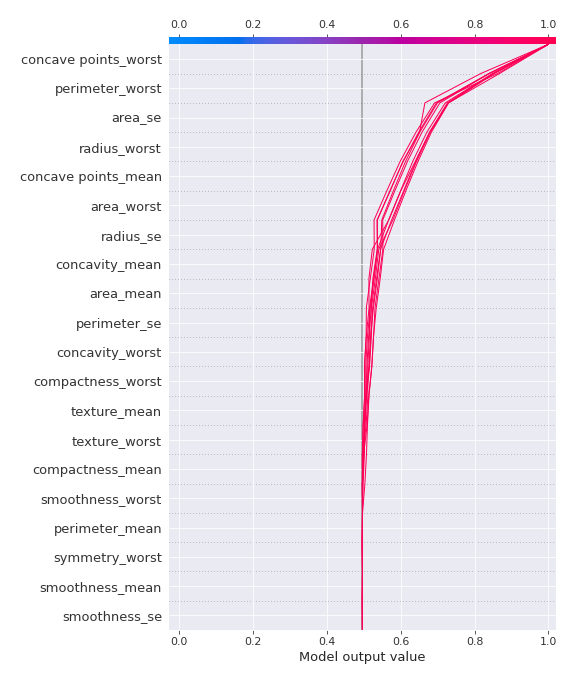 0.0 0.2 0.4 0.6 0.8 1.0
concave points_worst
perimeter_worst
area_se
radius_worst
concave points_mean
area_worst
radius_se
concavity_mean
area_mean
perimeter_se
concavity_worst
compactness_worst
texture_mean
texture_worst
compactness_mean
smoothness_worst
perimeter_mean
symmetry_worst
smoothness_mean
smoothness_se
0.0 0.2 0.4 0.6 0.8 1.0
Model output value